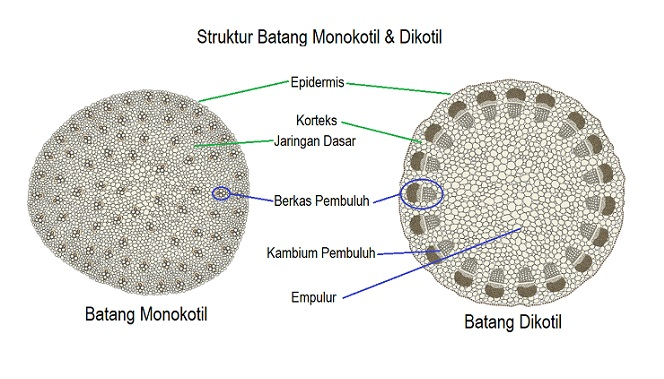 Struktur Batang Monokotil & Dikotil
Epidermis
Korteks
Jaringan Dasar
Berkas Pembuluh
Kambium Pembuluh
Empulur
Batang Monokotil
Batang Dikotil